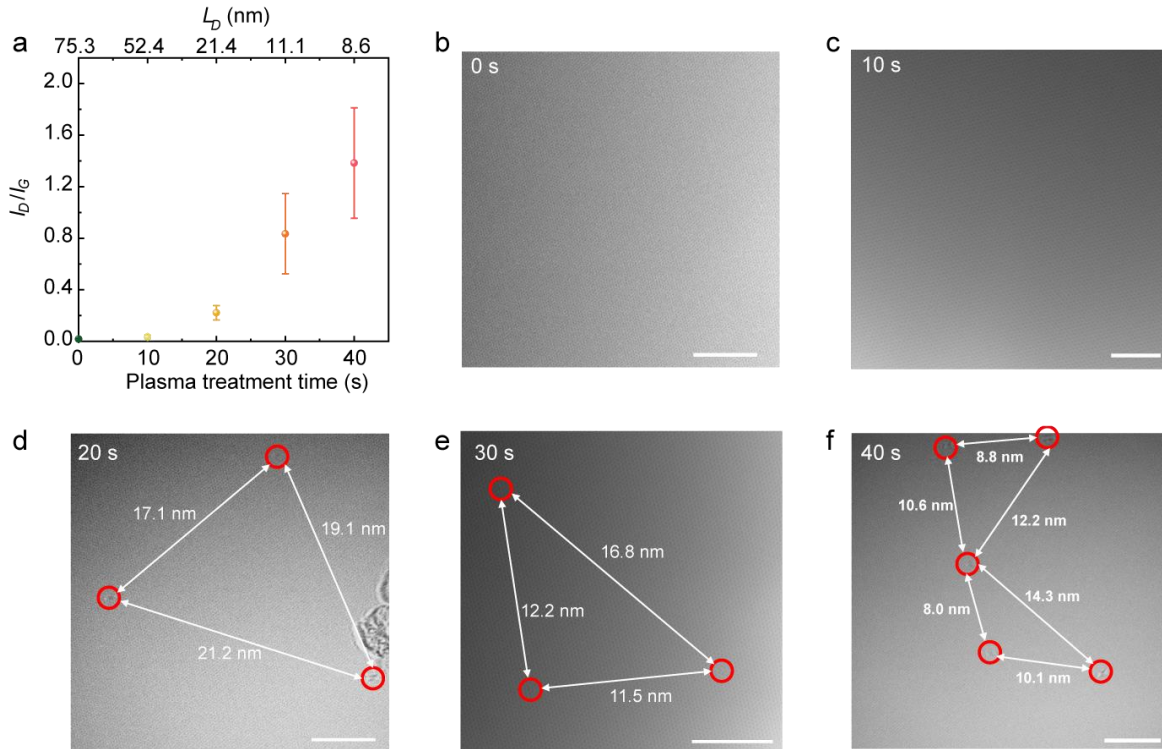 a
L_D (nm)
75.3 52.4 21.4 11.1 8.6
2.0
1.6
1.2
0.8
0.4
0.0
I_D/I_G
0 10 20 30 40
Plasma treatment time (s)
b
0 s
c
10 s
d
20 s
17.1 nm
19.1 nm
21.2 nm
e
30 s
16.8 nm
12.2 nm
11.5 nm
f
40 s
8.8 nm
10.6 nm
12.2 nm
14.3 nm
8.0 nm
10.1 nm